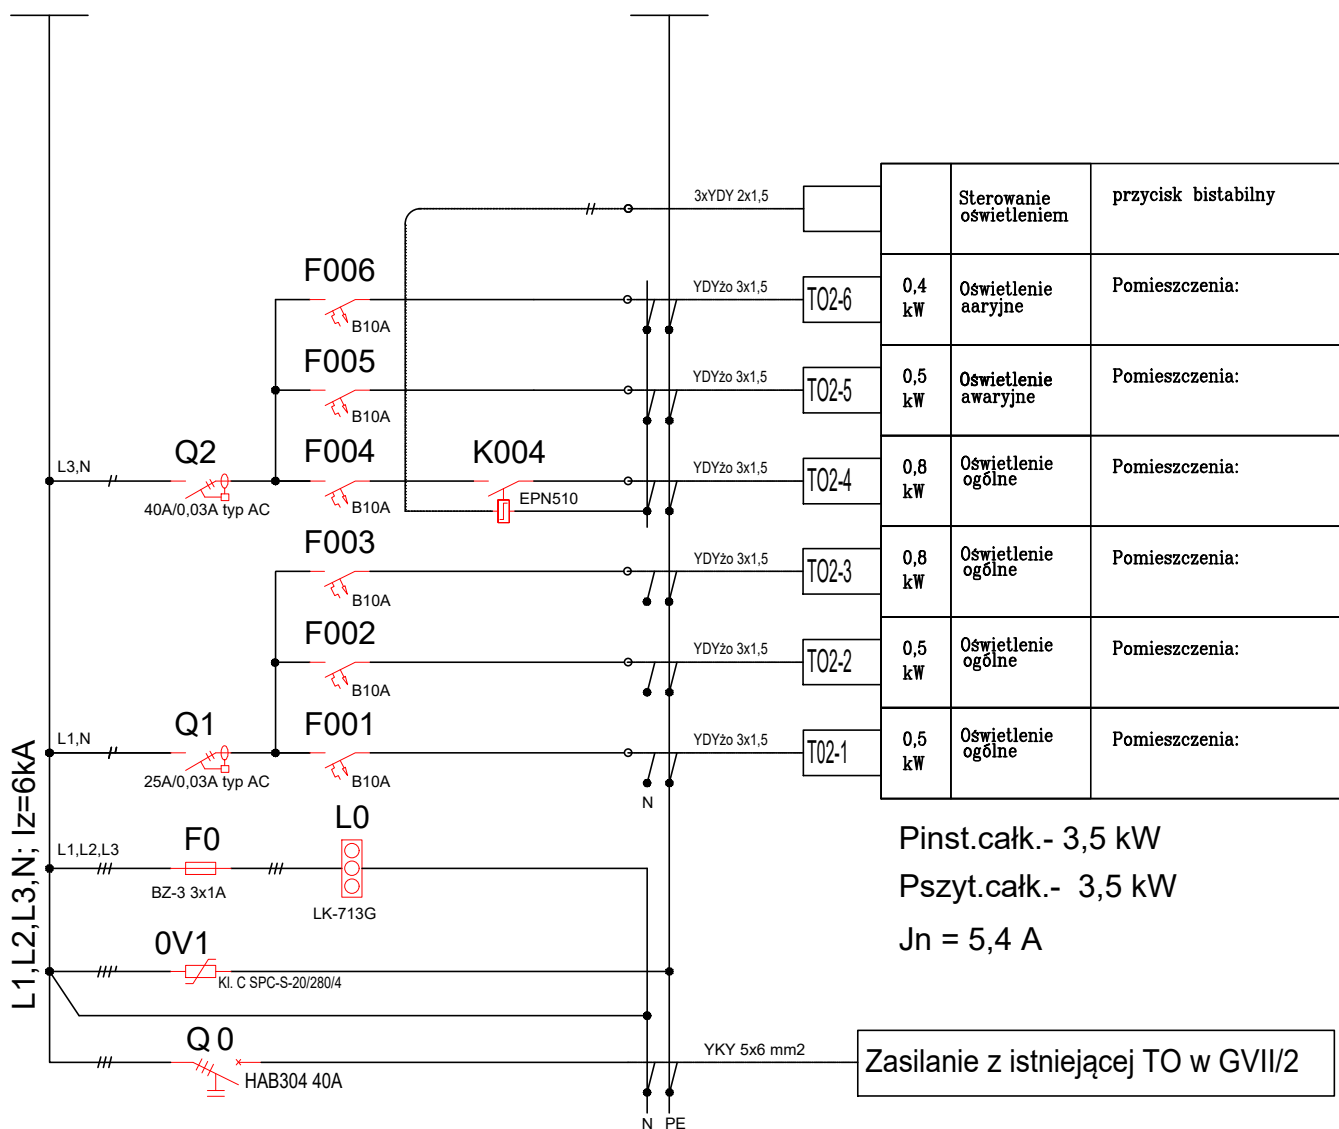 3xYDY 2x1,5
Sterowanie
oświetleniem
przycisk bistabilny
F006
B10A
YDYżo 3x1,5
TO2-6
0,4
kW
Oświetlenie
aaryjne
Pomieszczenia:
F005
B10A
YDYżo 3x1,5
TO2-5
0,5
kW
Oświetlenie
awaryjne
Pomieszczenia:
L3,N
Q2
40A/0,03A typ AC
F004
B10A
K004
EPN510
YDYżo 3x1,5
TO2-4
0,8
kW
Oświetlenie
ogólne
Pomieszczenia:
F003
B10A
YDYżo 3x1,5
TO2-3
0,8
kW
Oświetlenie
ogólne
Pomieszczenia:
F002
B10A
YDYżo 3x1,5
TO2-2
0,5
kW
Oświetlenie
ogólne
Pomieszczenia:
L1,N
Q1
25A/0,03A typ AC
F001
B10A
N
YDYżo 3x1,5
T02-1
0,5
kW
Oświetlenie
ogólne
Pomieszczenia:
L1,L2,L3,N; Iz=6kA
L1,L2,L3
F0
BZ-3 3x1A
L0
LK-713G
Pinst.całk.- 3,5 kW
Pszyt.całk.- 3,5 kW
Jn = 5,4 A
0V1
Kl. C SPC-S-20/280/4
Q0
HAB304 40A
YKY 5x6 mm2
Zasilanie z istniejącej TO w GVII/2
N PE